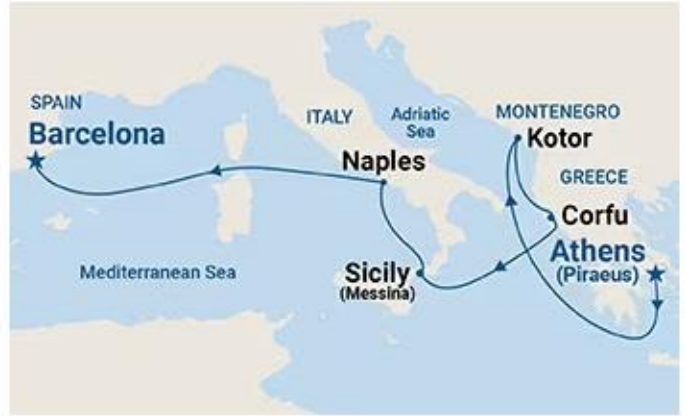 SPAIN
Barcelona
ITALY
Adriatic
Sea
MONTENEGRO
Kotor
Naples
GREECE
Corfu
Athens
(Piraeus)
Mediterranean Sea
Sicily
(Messina)